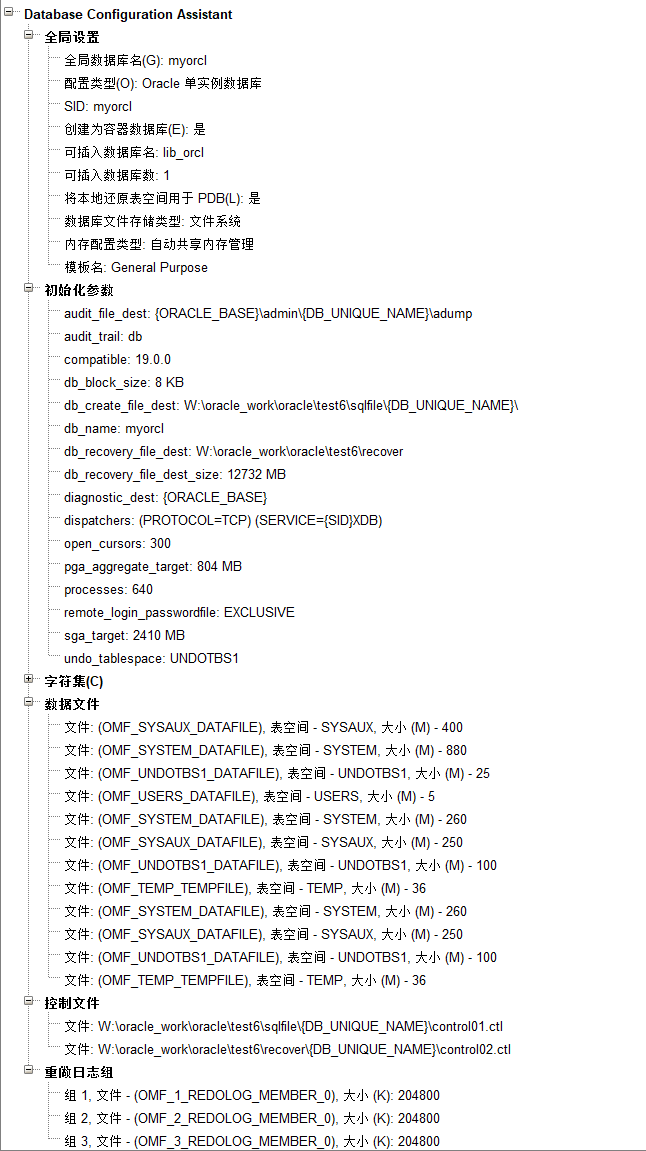 Database Configuration Assistant
全局设置
全局数据库名(G): myorcl
配置类型(O): Oracle 单实例数据库
SID: myorcl
创建为容器数据库(E): 是
可插入数据库名: lib_orcl
可插入数据库数: 1
将本地还原表空间用于 PDB(L): 是
数据库文件存储类型: 文件系统
内存配置类型: 自动共享内存管理
模板名: General Purpose
初始化参数
audit_file_dest: {ORACLE_BASE}\admin\{DB_UNIQUE_NAME}\adump
audit_trail: db
compatible: 19.0.0
db_block_size: 8 KB
db_create_file_dest: W:\oracle_work\oracle\test6\sqlfile\{DB_UNIQUE_NAME}\
db_name: myorcl
db_recovery_file_dest: W:\oracle_work\oracle\test6\recover
db_recovery_file_dest_size: 12732 MB
diagnostic_dest: {ORACLE_BASE}
dispatchers: (PROTOCOL=TCP) (SERVICE={SID}XDB)
open_cursors: 300
pga_aggregate_target: 804 MB
processes: 640
remote_login_passwordfile: EXCLUSIVE
sga_target: 2410 MB
undo_tablespace: UNDOTBS1
字符集(C)
数据文件
文件: (OMF_SYSAUX_DATAFILE), 表空间 - SYSAUX, 大小 (M) - 400
文件: (OMF_SYSTEM_DATAFILE), 表空间 - SYSTEM, 大小 (M) - 880
文件: (OMF_UNDOTBS1_DATAFILE), 表空间 - UNDOTBS1, 大小 (M) - 25
文件: (OMF_USERS_DATAFILE), 表空间 - USERS, 大小 (M) - 5
文件: (OMF_SYSTEM_DATAFILE), 表空间 - SYSTEM, 大小 (M) - 260
文件: (OMF_SYSAUX_DATAFILE), 表空间 - SYSAUX, 大小 (M) - 250
文件: (OMF_UNDOTBS1_DATAFILE), 表空间 - UNDOTBS1, 大小 (M) - 100
文件: (OMF_TEMP_TEMPFILE), 表空间 - TEMP, 大小 (M) - 36
文件: (OMF_SYSTEM_DATAFILE), 表空间 - SYSTEM, 大小 (M) - 260
文件: (OMF_SYSAUX_DATAFILE), 表空间 - SYSAUX, 大小 (M) - 250
文件: (OMF_UNDOTBS1_DATAFILE), 表空间 - UNDOTBS1, 大小 (M) - 100
文件: (OMF_TEMP_TEMPFILE), 表空间 - TEMP, 大小 (M) - 36
控制文件
文件: W:\oracle_work\oracle\test6\sqlfile\{DB_UNIQUE_NAME}\control01.ctl
文件: W:\oracle_work\oracle\test6\recover\{DB_UNIQUE_NAME}\control02.ctl
重做日志组
组 1, 文件 - (OMF_1_REDOLOG_MEMBER_0), 大小 (K): 204800
组 2, 文件 - (OMF_2_REDOLOG_MEMBER_0), 大小 (K): 204800
组 3, 文件 - (OMF_3_REDOLOG_MEMBER_0), 大小 (K): 204800